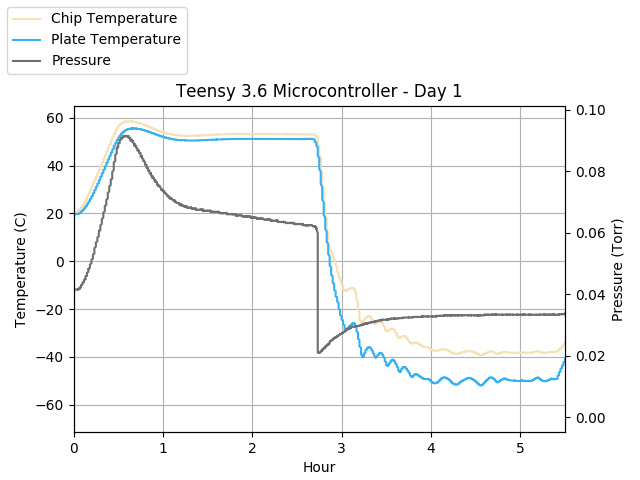 Chip Temperature
Plate Temperature
Pressure
Teensy 3.6 Microcontroller - Day 1
60
40
20
0
−20
−40
−60
Temperature (C)
0.10
0.08
0.06
0.04
0.02
0.00
Pressure (Torr)
0 1 2 3 4 5
Hour